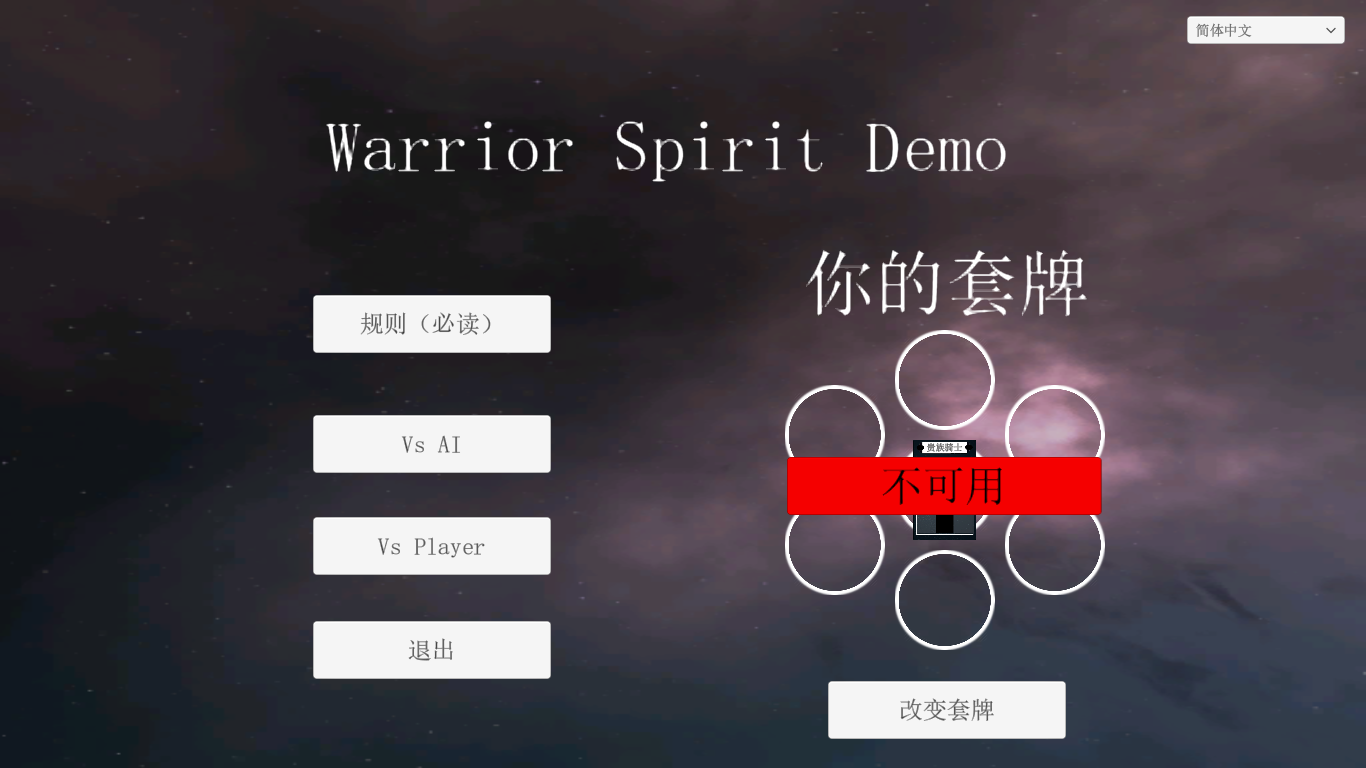 简体中文
Warrior Spirit Demo
你的套牌
规则（必读）
Vs AI
Vs Player
退出
贵族骑士
不可用
改变套牌